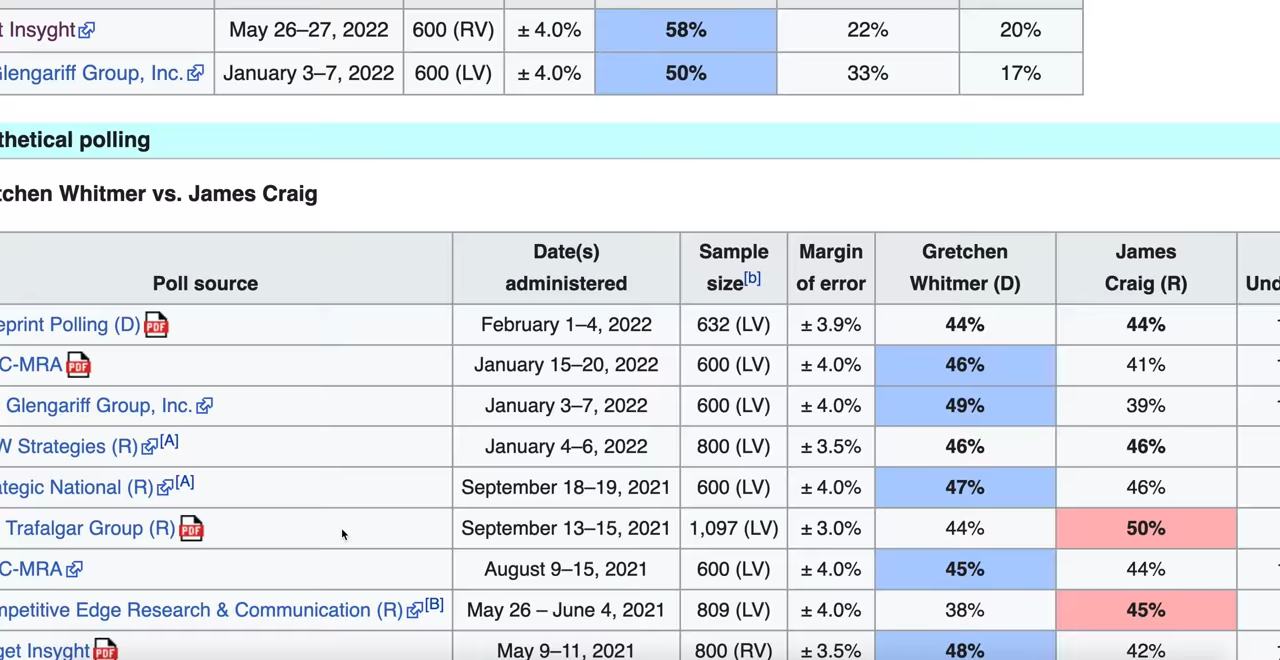 t Insyght May 26–27, 2022 600 (RV) ± 4.0% 58% 22% 20%
Glengariff Group, Inc. January 3–7, 2022 600 (LV) ± 4.0% 50% 33% 17%
thetical polling
tchen Whitmer vs. James Craig
Poll source Date(s) administered Sample size[b] Margin of error Gretchen Whitmer (D) James Craig (R) Und
eprint Polling (D) PDF February 1–4, 2022 632 (LV) ± 3.9% 44% 44%
C-MRA PDF January 15–20, 2022 600 (LV) ± 4.0% 46% 41%
Glengariff Group, Inc. January 3–7, 2022 600 (LV) ± 4.0% 49% 39%
W Strategies (R) [A] January 4–6, 2022 800 (LV) ± 3.5% 46% 46%
ategic National (R) [A] September 18–19, 2021 600 (LV) ± 4.0% 47% 46%
Trafalgar Group (R) PDF September 13–15, 2021 1,097 (LV) ± 3.0% 44% 50%
C-MRA August 9–15, 2021 600 (LV) ± 4.0% 45% 44%
mpetitive Edge Research & Communication (R) [B] May 26 – June 4, 2021 809 (LV) ± 4.0% 38% 45%
get Insyght PDF May 9–11, 2021 800 (RV) ± 3.5% 48% 42%